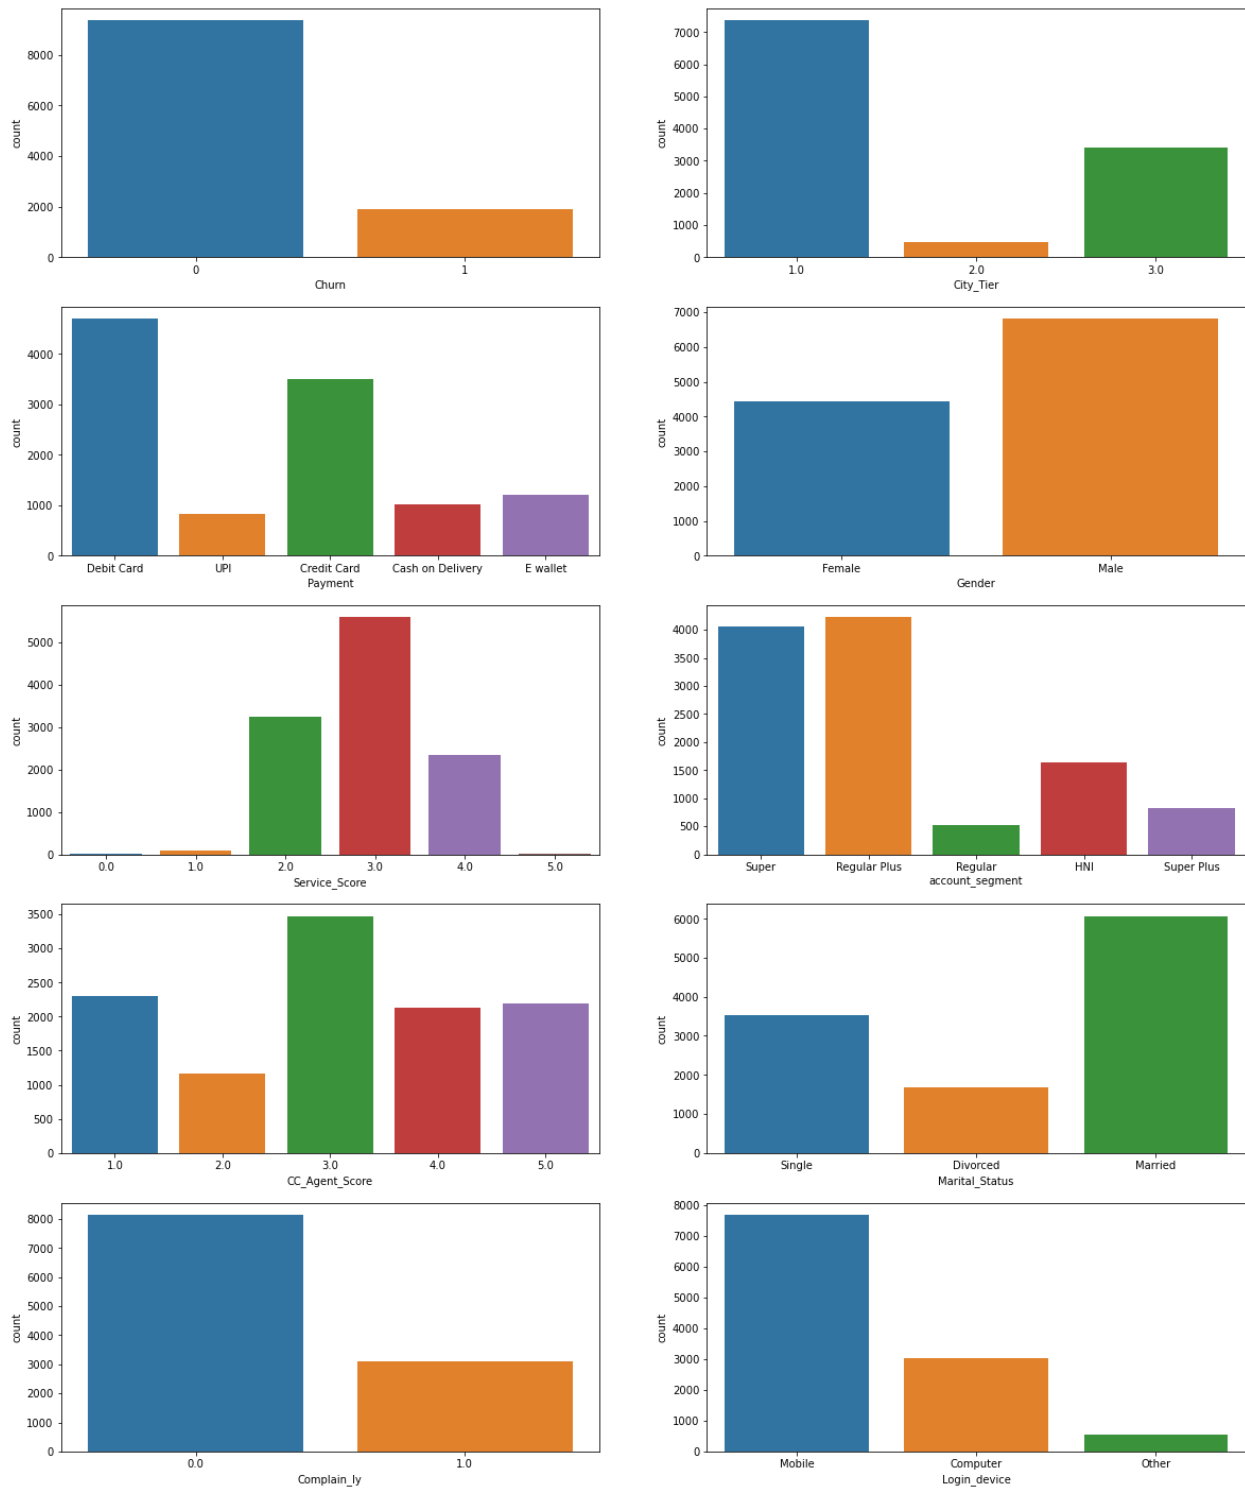 8000
6000
4000
2000
0
count
0 1
Churn
7000
6000
5000
4000
3000
2000
1000
0
count
1.0 2.0 3.0
City_Tier
4000
3000
2000
1000
0
count
Debit Card UPI Credit Card Cash on Delivery E wallet
Payment
7000
6000
5000
4000
3000
2000
1000
0
count
Female Male
Gender
5000
4000
3000
2000
1000
0
count
0.0 1.0 2.0 3.0 4.0 5.0
Service_Score
4000
3500
3000
2500
2000
1500
1000
500
0
count
Super Regular Plus Regular HNI Super Plus
account_segment
3500
3000
2500
2000
1500
1000
500
0
count
1.0 2.0 3.0 4.0 5.0
CC_Agent_Score
6000
5000
4000
3000
2000
1000
0
count
Single Divorced Married
Marital_Status
8000
7000
6000
5000
4000
3000
2000
1000
0
count
0.0 1.0
Complain_ly
8000
7000
6000
5000
4000
3000
2000
1000
0
count
Mobile Computer Other
Login_device